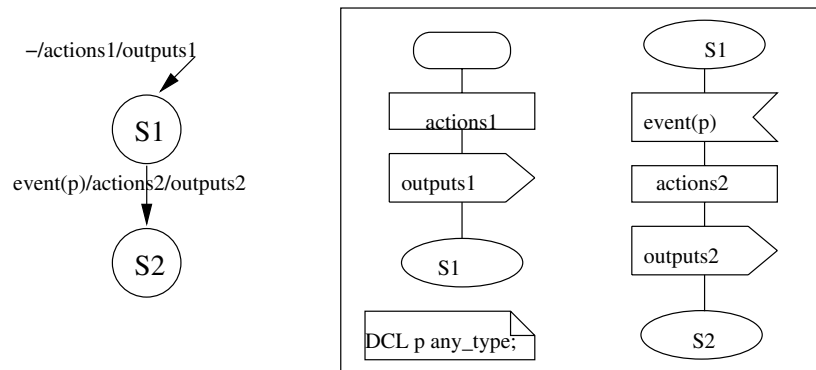 –/actions1/outputs1
S1
event(p)/actions2/outputs2
S2
actions1
outputs1
S1
DCL p any_type;
S1
event(p)
actions2
outputs2
S2